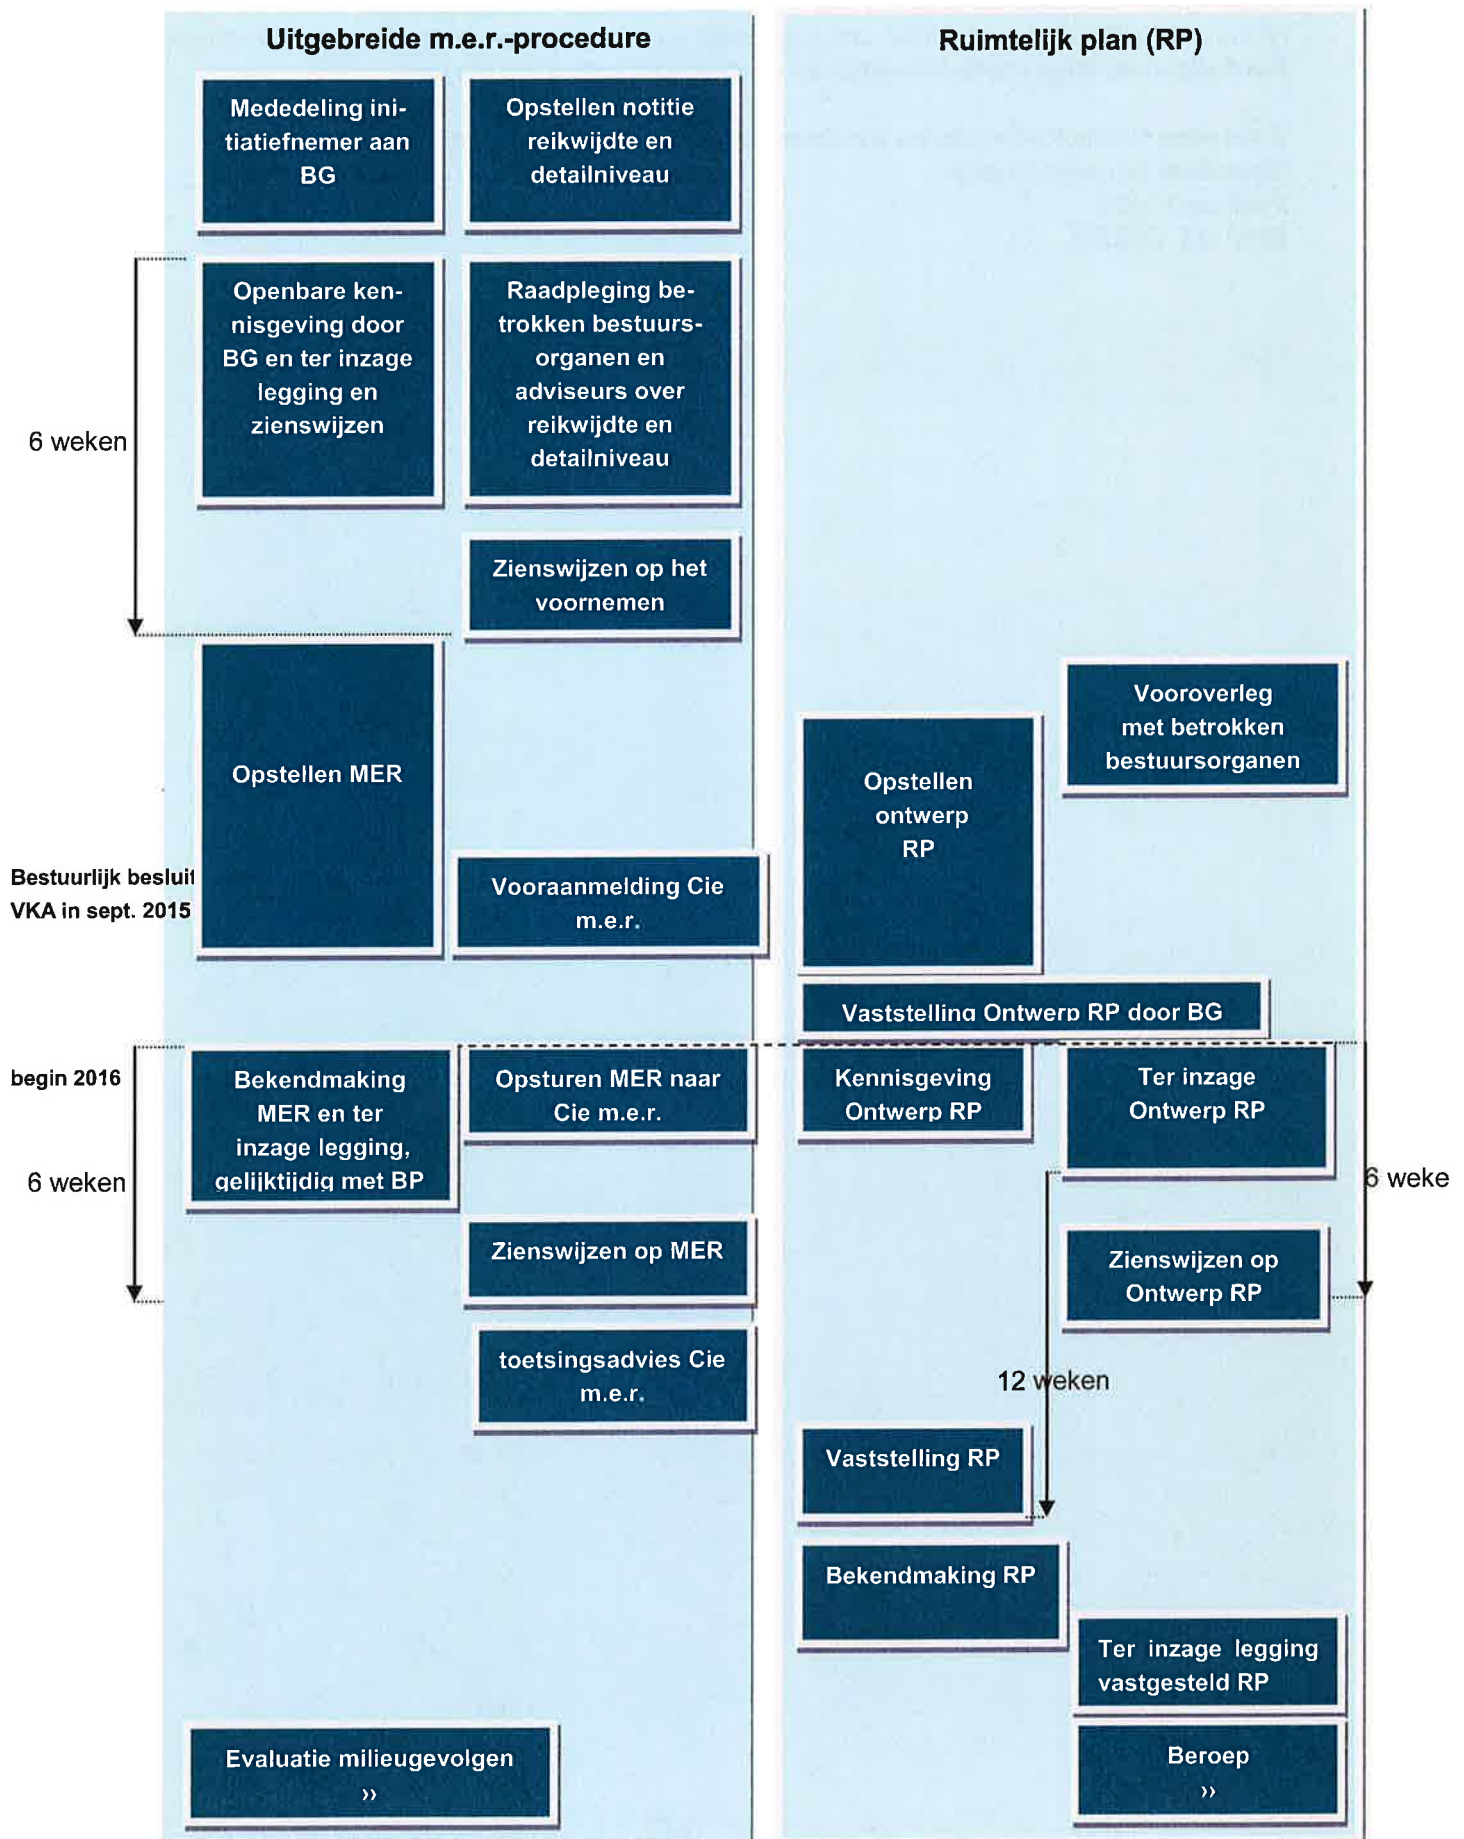 Uitgebreide m.e.r.-procedure
Ruimtelijk plan (RP)
Mededeling ini-
tiatiefnemer aan
BG
Opstellen notitie
reikwijdte en
detailniveau
6 weken
Openbare ken-
nisgeving door
BG en ter inzage
legging en
zienswijzen
Raadpleging be-
trokken bestuurs-
organen en
adviseurs over
reikwijdte en
detailniveau
Zienswijzen op het
voornemen
Opstellen MER
Vooroverleg
met betrokken
bestuursorganen
Opstellen
ontwerp
RP
Bestuurlijk besluit
VKA in sept. 2015
Vooraanmelding Cie
m.e.r.
Vaststelling Ontwerp RP door BG
begin 2016
6 weken
Bekendmaking
MER en ter
inzage legging,
gelijktijdig met BP
Opsturen MER naar
Cie m.e.r.
Kennisgeving
Ontwerp RP
Ter inzage
Ontwerp RP
6 weke
Zienswijzen op MER
Zienswijzen op
Ontwerp RP
toetsingsadvies Cie
m.e.r.
12 weken
Vaststelling RP
Bekendmaking RP
Ter inzage legging
vastgesteld RP
Evaluatie milieugevolgen
››
Beroep
››